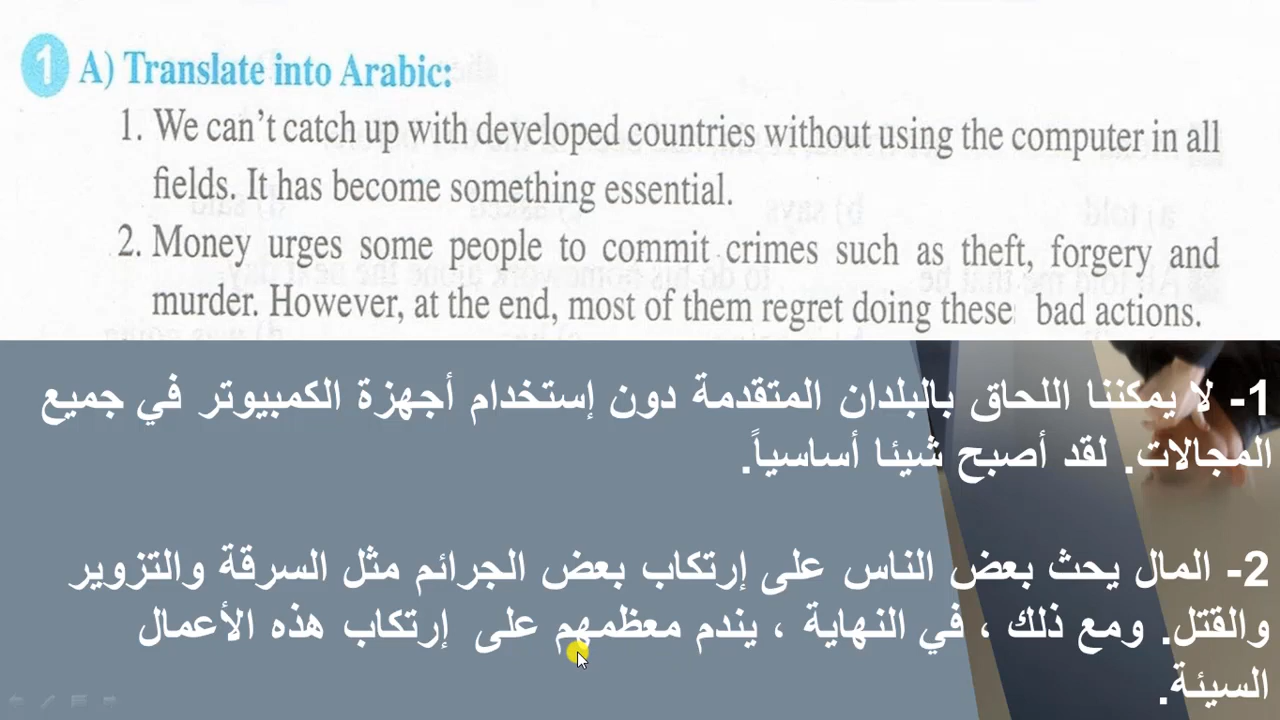 1 A) Translate into Arabic:
1. We can't catch up with developed countries without using the computer in all
fields. It has become something essential.
2. Money urges some people to commit crimes such as theft, forgery and
murder. However, at the end, most of them regret doing these bad actions.
1- لا يمكننا اللحاق بالبلدان المتقدمة دون إستخدام أجهزة الكمبيوتر في جميع
المجالات. لقد أصبح شيئا أساسياً.
2- المال يحث بعض الناس على إرتكاب بعض الجرائم مثل السرقة والتزوير
والقتل. ومع ذلك ، في النهاية ، يندم معظمهم على إرتكاب هذه الأعمال
السيئة.